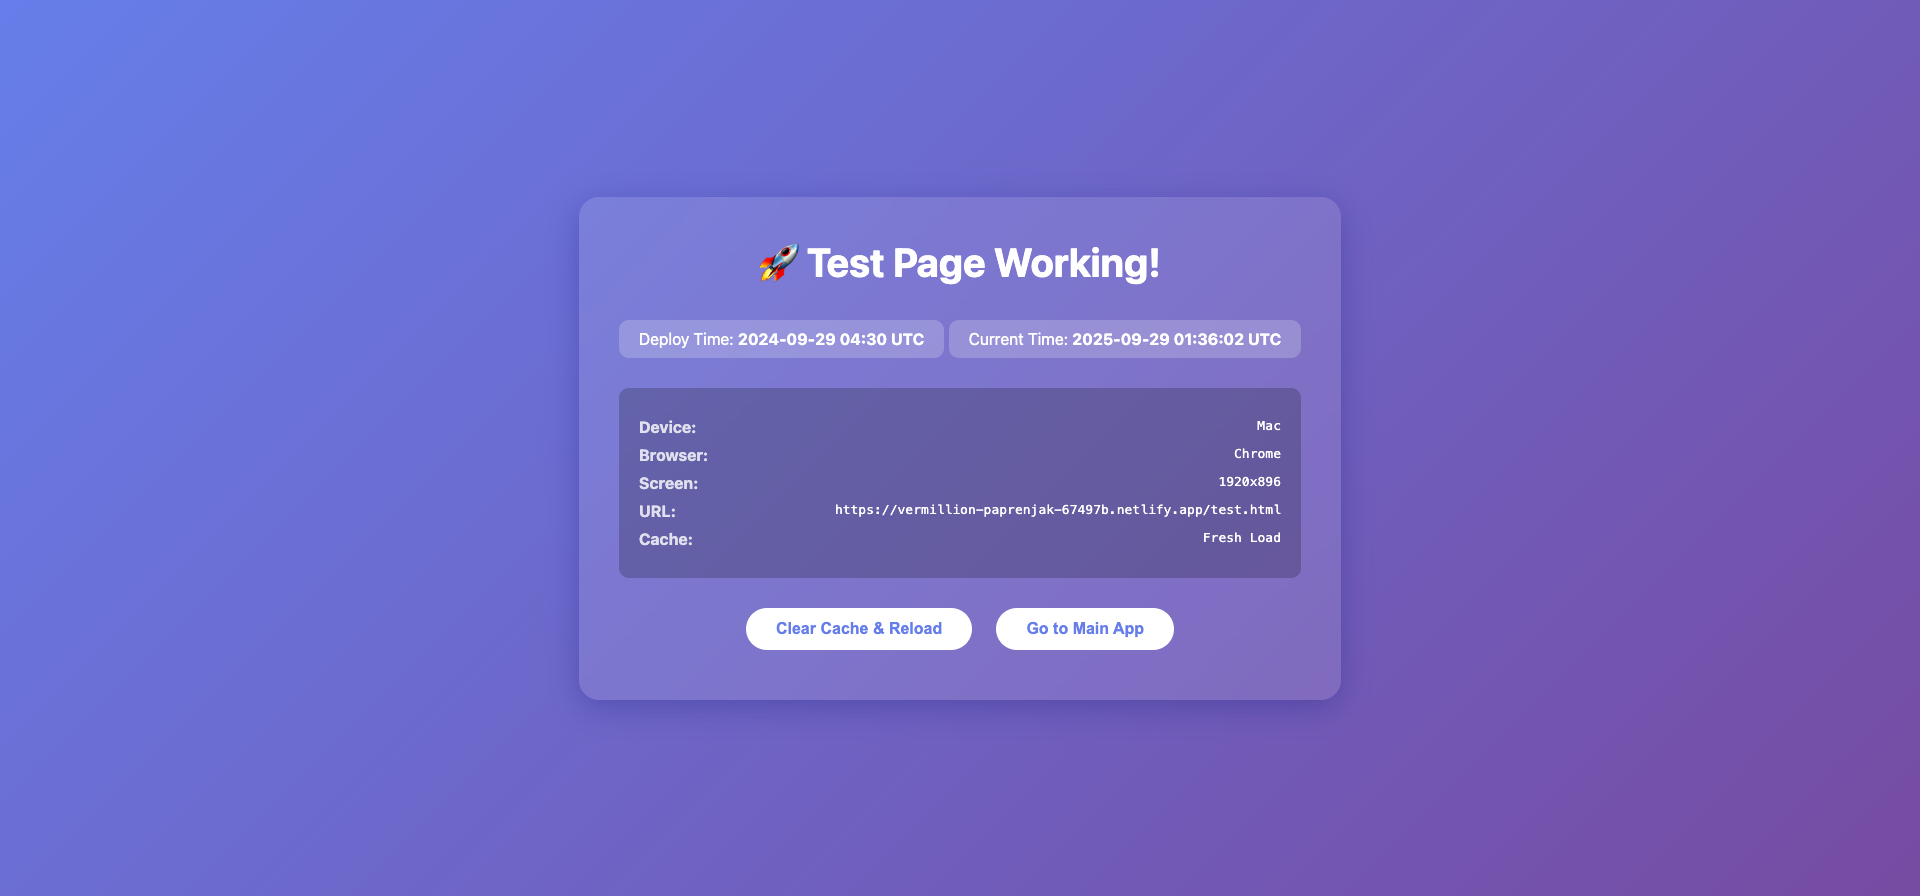 🚀 Test Page Working!
Deploy Time: 2024-09-29 04:30 UTC
Current Time: 2025-09-29 01:36:02 UTC
Device: Mac
Browser: Chrome
Screen: 1920x896
URL: https://vermillion-paprenjak-67497b.netlify.app/test.html
Cache: Fresh Load
Clear Cache & Reload
Go to Main App